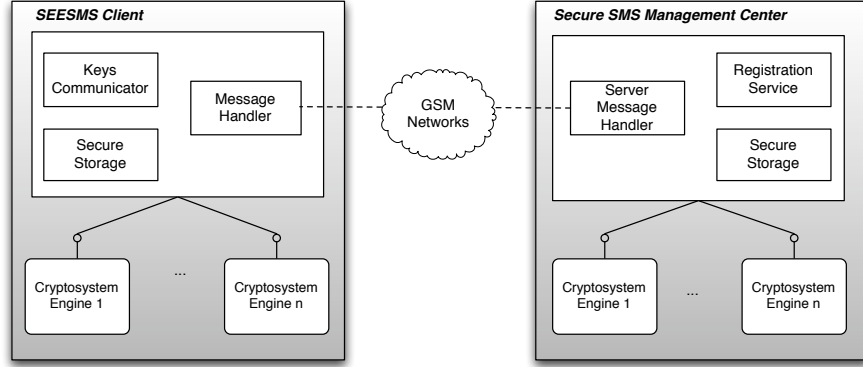 SEESMS Client
Keys
Communicator
Message
Handler
Secure
Storage
Cryptosystem
Engine 1
...
Cryptosystem
Engine n
GSM
Networks
Secure SMS Management Center
Server
Message
Handler
Registration
Service
Secure
Storage
Cryptosystem
Engine 1
...
Cryptosystem
Engine n